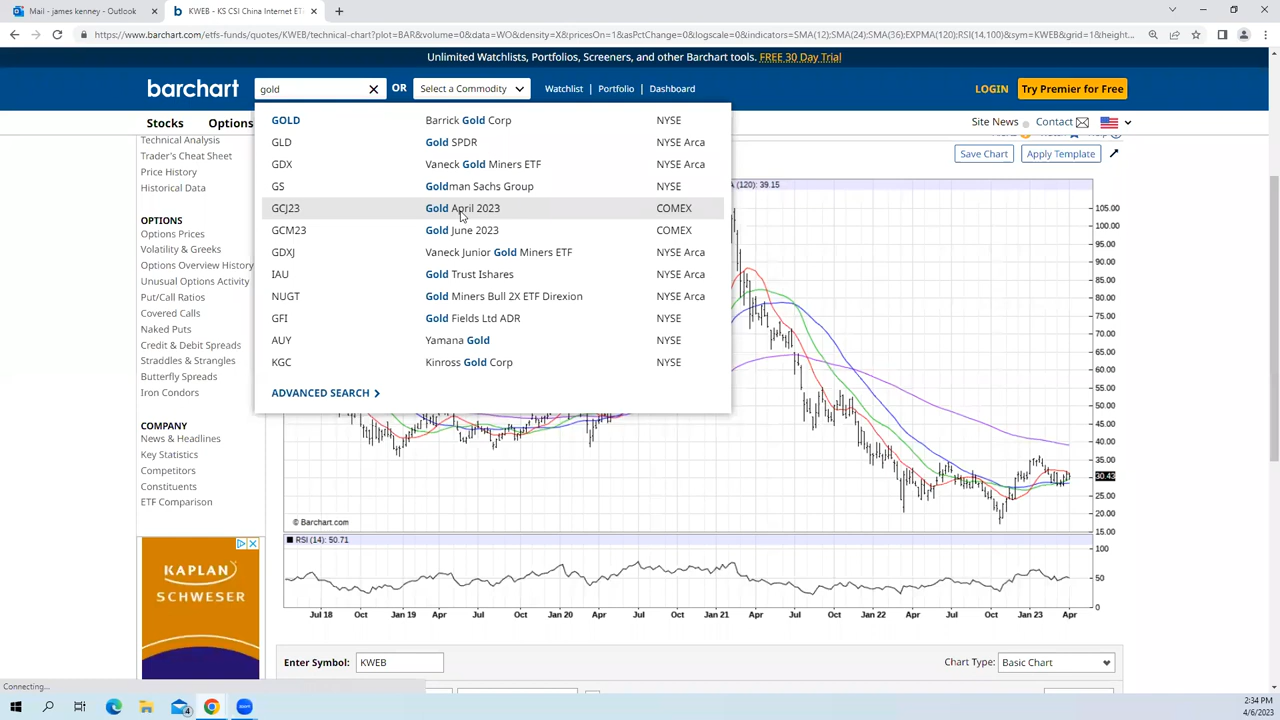 Mail - james kenney - Outlook
KWEB - KS CSI China Internet ET
https://www.barchart.com/etfs-funds/quotes/KWEB/technical-chart?plot=BAR&volume=0&data=WO&density=X&pricesOn=1&asPctChange=0&logscale=0&indicators=SMA(12);SMA(24);SMA(36);EXPMA(120);RSI(14,100)&sym=KWEB&grid=1&height...
Unlimited Watchlists, Portfolios, Screeners, and other Barchart tools. FREE 30 Day Trial
barchart gold OR Select a Commodity Watchlist | Portfolio | Dashboard LOGIN Try Premier for Free
Stocks Options Site News Contact
GOLD Barrick Gold Corp NYSE
GLD Gold SPDR NYSE Arca
GDX Vaneck Gold Miners ETF NYSE Arca
GS Goldman Sachs Group NYSE
GCJ23 Gold April 2023 COMEX
GCM23 Gold June 2023 COMEX
GDXJ Vaneck Junior Gold Miners ETF NYSE Arca
IAU Gold Trust Ishares NYSE Arca
NUGT Gold Miners Bull 2X ETF Direxion NYSE Arca
GFI Gold Fields Ltd ADR NYSE
AUY Yamana Gold NYSE
KGC Kinross Gold Corp NYSE
ADVANCED SEARCH
Technical Analysis
Trader's Cheat Sheet
Price History
Historical Data
OPTIONS
Options Prices
Volatility & Greeks
Options Overview History
Unusual Options Activity
Put/Call Ratios
Covered Calls
Naked Puts
Credit & Debit Spreads
Straddles & Strangles
Butterfly Spreads
Iron Condors
COMPANY
News & Headlines
Key Statistics
Competitors
Constituents
ETF Comparison
KAPLAN
SCHWESER
Save Chart Apply Template
(120): 39.15
105.00
100.00
95.00
90.00
85.00
80.00
75.00
70.00
65.00
60.00
55.00
50.00
45.00
40.00
35.00
30.43
25.00
20.00
15.00
© Barchart.com
RSI (14): 50.71
100
50
0
Jul 18 Oct Jan 19 Apr Jul Oct Jan 20 Apr Jul Oct Jan 21 Apr Jul Oct Jan 22 Apr Jul Oct Jan 23 Apr
Enter Symbol: KWEB Chart Type: Basic Chart
Connecting...
4
2:34 PM
4/6/2023